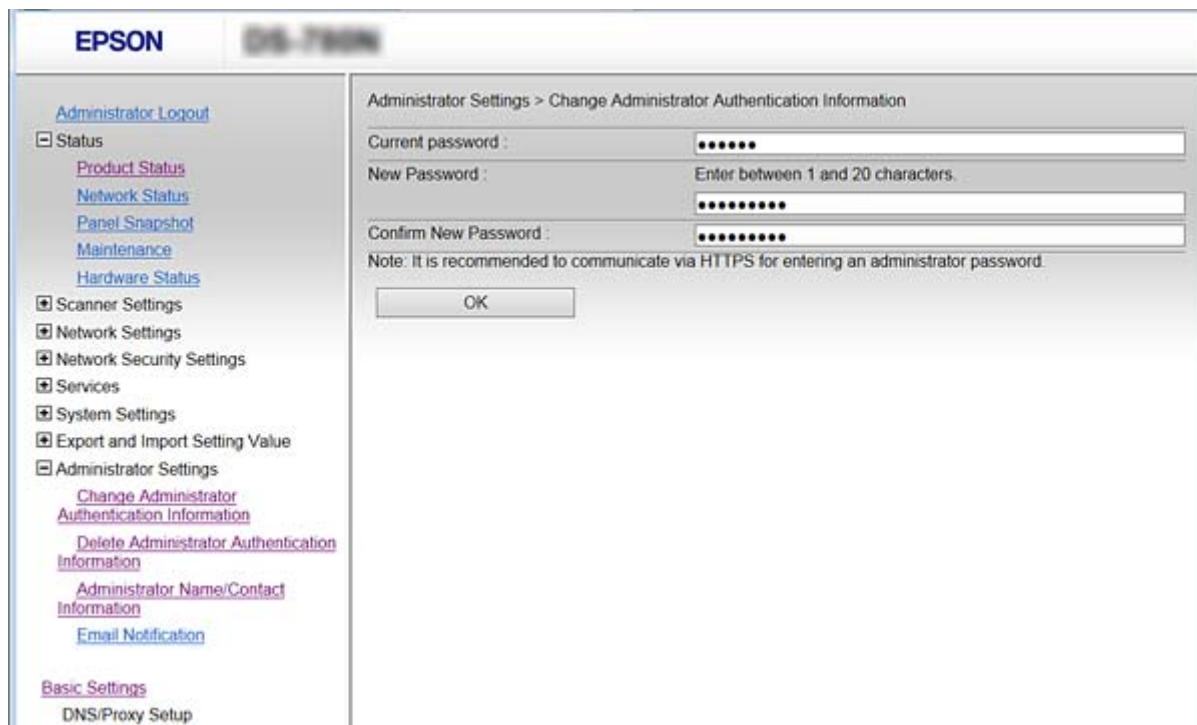 EPSON
Administrator Logout
Status
Product Status
Network Status
Panel Snapshot
Maintenance
Hardware Status
Scanner Settings
Network Settings
Network Security Settings
Services
System Settings
Export and Import Setting Value
Administrator Settings
Change Administrator
Authentication Information
Delete Administrator Authentication
Information
Administrator Name/Contact
Information
Email Notification
Basic Settings
DNS/Proxy Setup
Administrator Settings > Change Administrator Authentication Information
Current password : ••••••
New Password : Enter between 1 and 20 characters.
•••••••••
Confirm New Password : •••••••••
Note: It is recommended to communicate via HTTPS for entering an administrator password.
OK